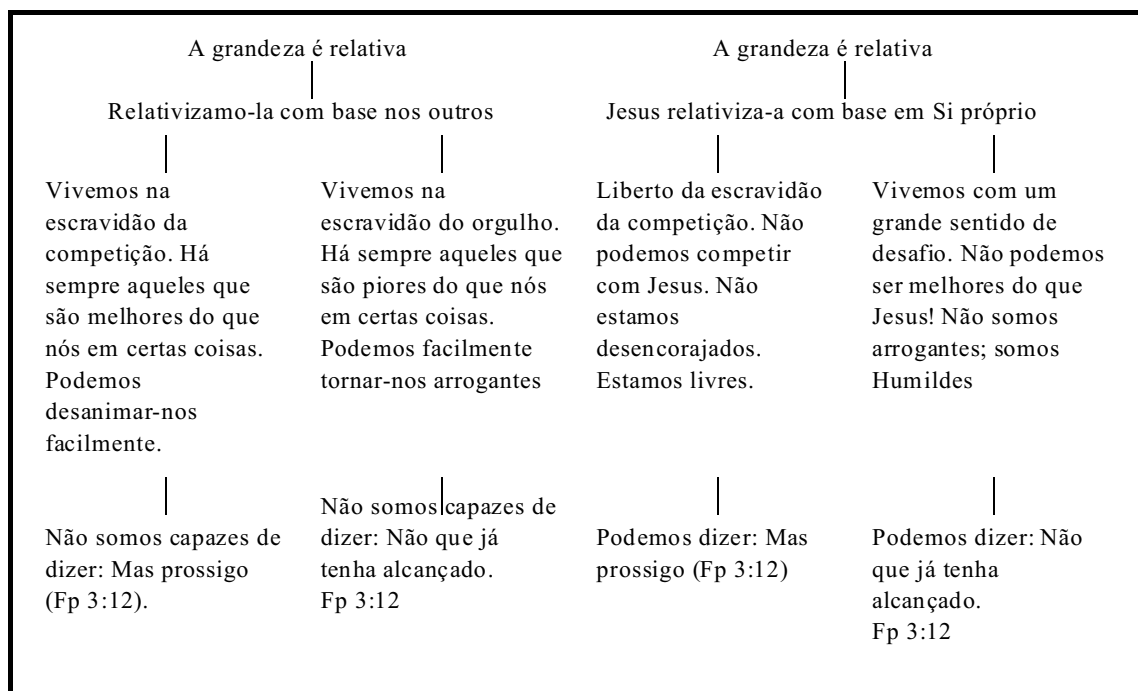 A grandeza é relativa
Relativizamo-la com base nos outros
Vivemos na
escravidão da
competição. Há
sempre aqueles que
são melhores do que
nós em certas coisas.
Podemos
desanimar-nos
facilmente.
Não somos capazes de
dizer: Mas prossigo
(Fp 3:12).
Vivemos na
escravidão do orgulho.
Há sempre aqueles que
são piores do que nós
em certas coisas.
Podemos facilmente
tornar-nos arrogantes
Não somos capazes de
dizer: Não que já
tenha alcançado.
Fp 3:12
A grandeza é relativa
Jesus relativiza-a com base em Si próprio
Liberto da escravidão
da competição. Não
podemos competir
com Jesus. Não
estamos
desencorajados.
Estamos livres.
Podemos dizer: Mas
prossigo (Fp 3:12)
Vivemos com um
grande sentido de
desafio. Não podemos
ser melhores do que
Jesus! Não somos
arrogantes; somos
Humildes
Podemos dizer: Não
que já tenha
alcançado.
Fp 3:12